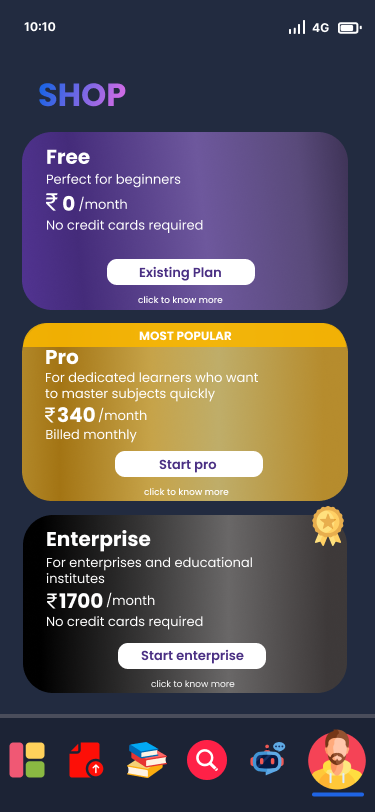 10:10
4G
SHOP
Free
Perfect for beginners
₹ 0 /month
No credit cards required
Existing Plan
click to know more
MOST POPULAR
Pro
For dedicated learners who want
to master subjects quickly
₹ 340 /month
Billed monthly
Start pro
click to know more
Enterprise
For enterprises and educational
institutes
₹ 1700 /month
No credit cards required
Start enterprise
click to know more